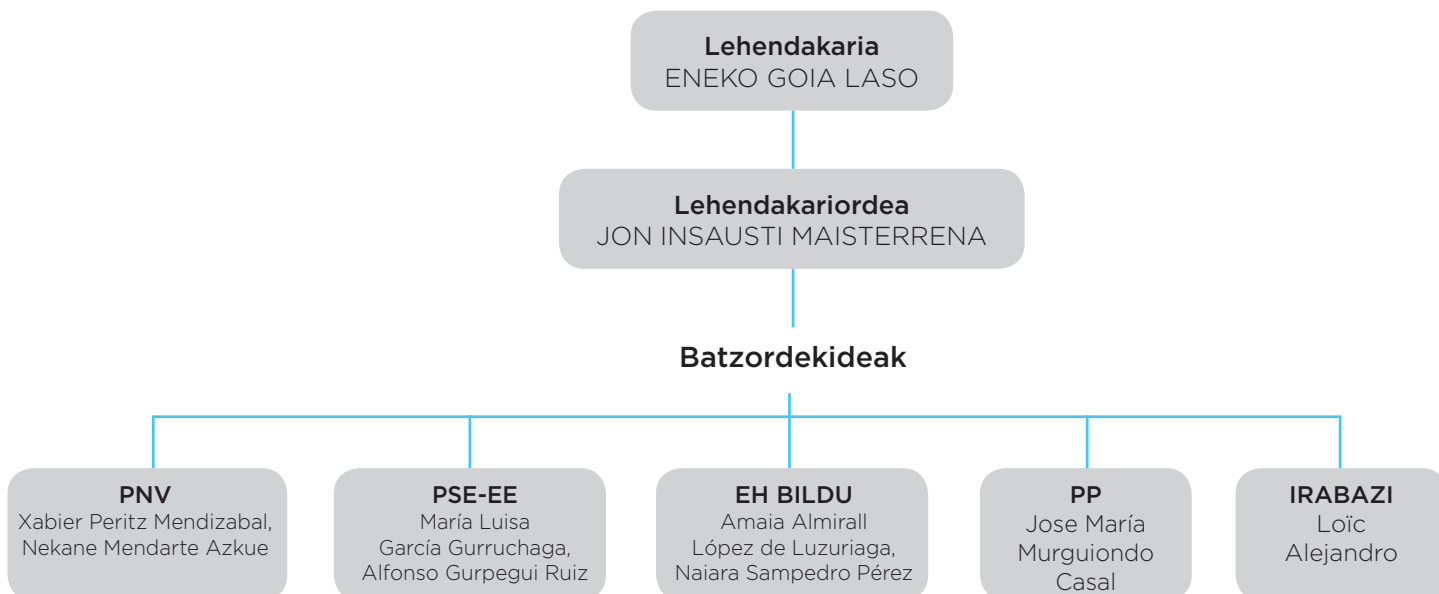 Lehendakaria
ENEKO GOIA LASO
Lehendakariordea
JON INSAUSTI MAISTERRENA
Batzordekideak
PNV
Xabier Peritz Mendizabal,
Nekane Mendarte Azkue
PSE-EE
María Luisa
García Gurruchaga,
Alfonso Gurpegui Ruiz
EH BILDU
Amaia Almirall
López de Luzuriaga,
Naiara Sampedro Pérez
PP
Jose María
Murguiondo
Casal
IRABAZI
Loïc
Alejandro